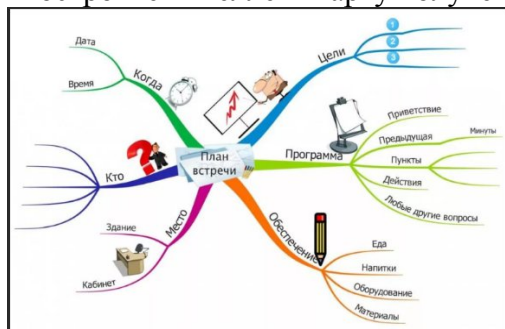 Дата
Время
Когда
Цели
1
2
3
План
встречи
Кто
Программа
Приветствие
Предыдущая
Минуты
Пункты
Действия
Любые другие вопросы
Место
Здание
Кабинет
Обеспечение
Еда
Напитки
Оборудование
Материалы